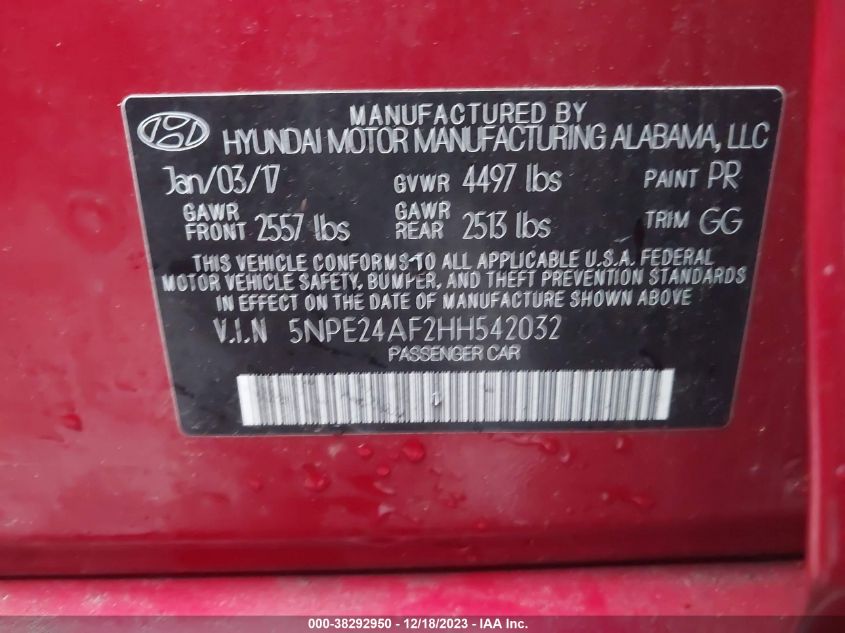 MANUFACTURED BY
HYUNDAI MOTOR MANUFACTURING ALABAMA, LLC
Jan/03/17 GVWR 4497 lbs PAINT PR
GAWR FRONT 2557 lbs GAWR REAR 2513 lbs TRIM GG
THIS VEHICLE CONFORMS TO ALL APPLICABLE U.S.A. FEDERAL
MOTOR VEHICLE SAFETY, BUMPER, AND THEFT PREVENTION STANDARDS
IN EFFECT ON THE DATE OF MANUFACTURE SHOWN ABOVE
V.I.N 5NPE24AF2HH542032
PASSENGER CAR
000-38292950 - 12/18/2023 - IAA Inc.